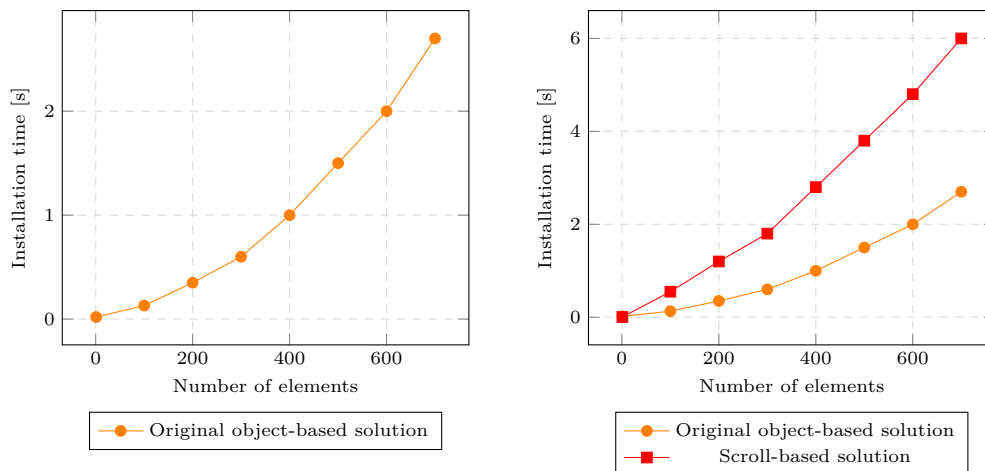 2
1
0
Installation time [s]
0 200 400 600
Number of elements
Original object-based solution
6
4
2
0
Installation time [s]
0 200 400 600
Number of elements
Original object-based solution
Scroll-based solution